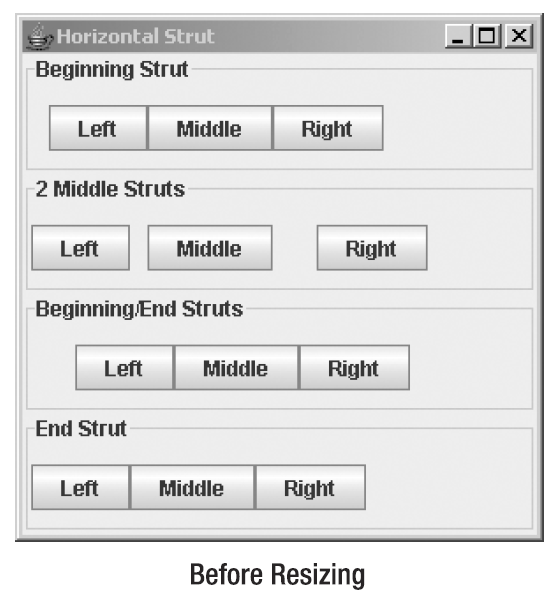 Horizontal Strut
Beginning Strut
Left Middle Right
2 Middle Struts
Left Middle Right
Beginning/End Struts
Left Middle Right
End Strut
Left Middle Right
Before Resizing